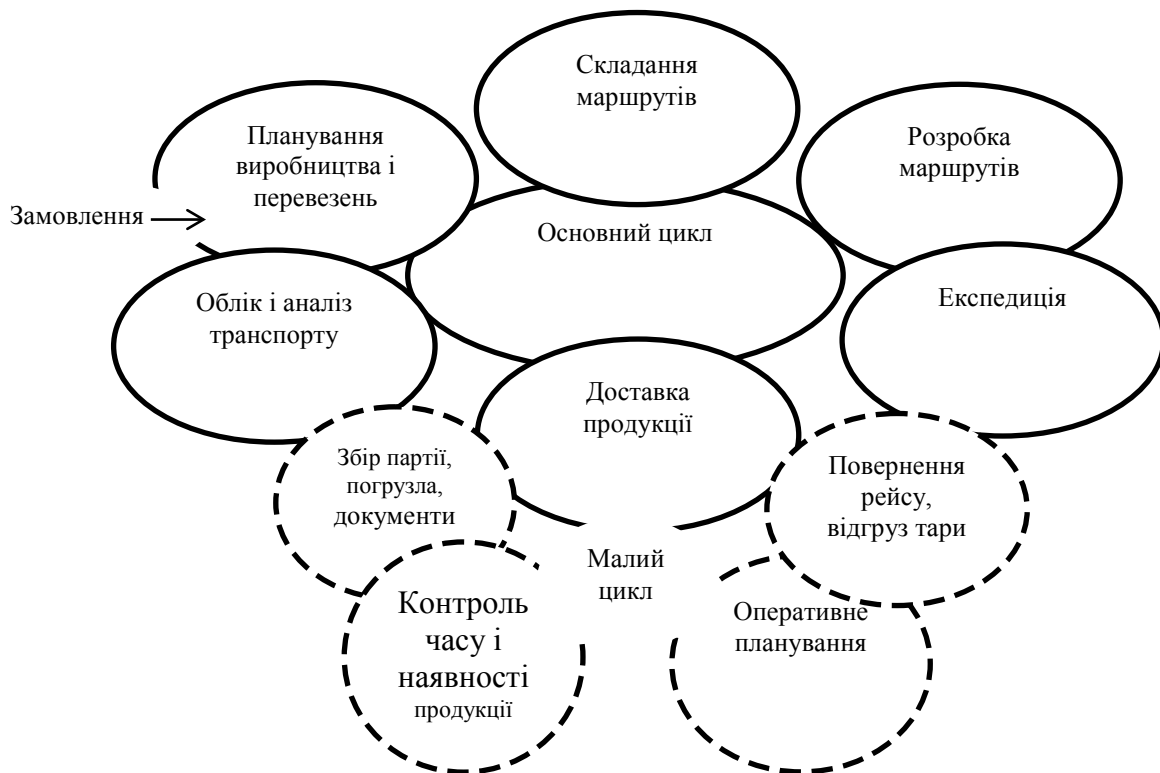 Складання
маршрутів
Планування
виробництва і
перевезень
Розробка
маршрутів
Замовлення
Основний цикл
Облік і аналіз
транспорту
Експедиція
Доставка
продукції
Збір партії,
погрузла,
документи
Повернення
рейсу,
відгруз тари
Малий
цикл
Контроль
часу і
наявності
продукції
Оперативне
планування